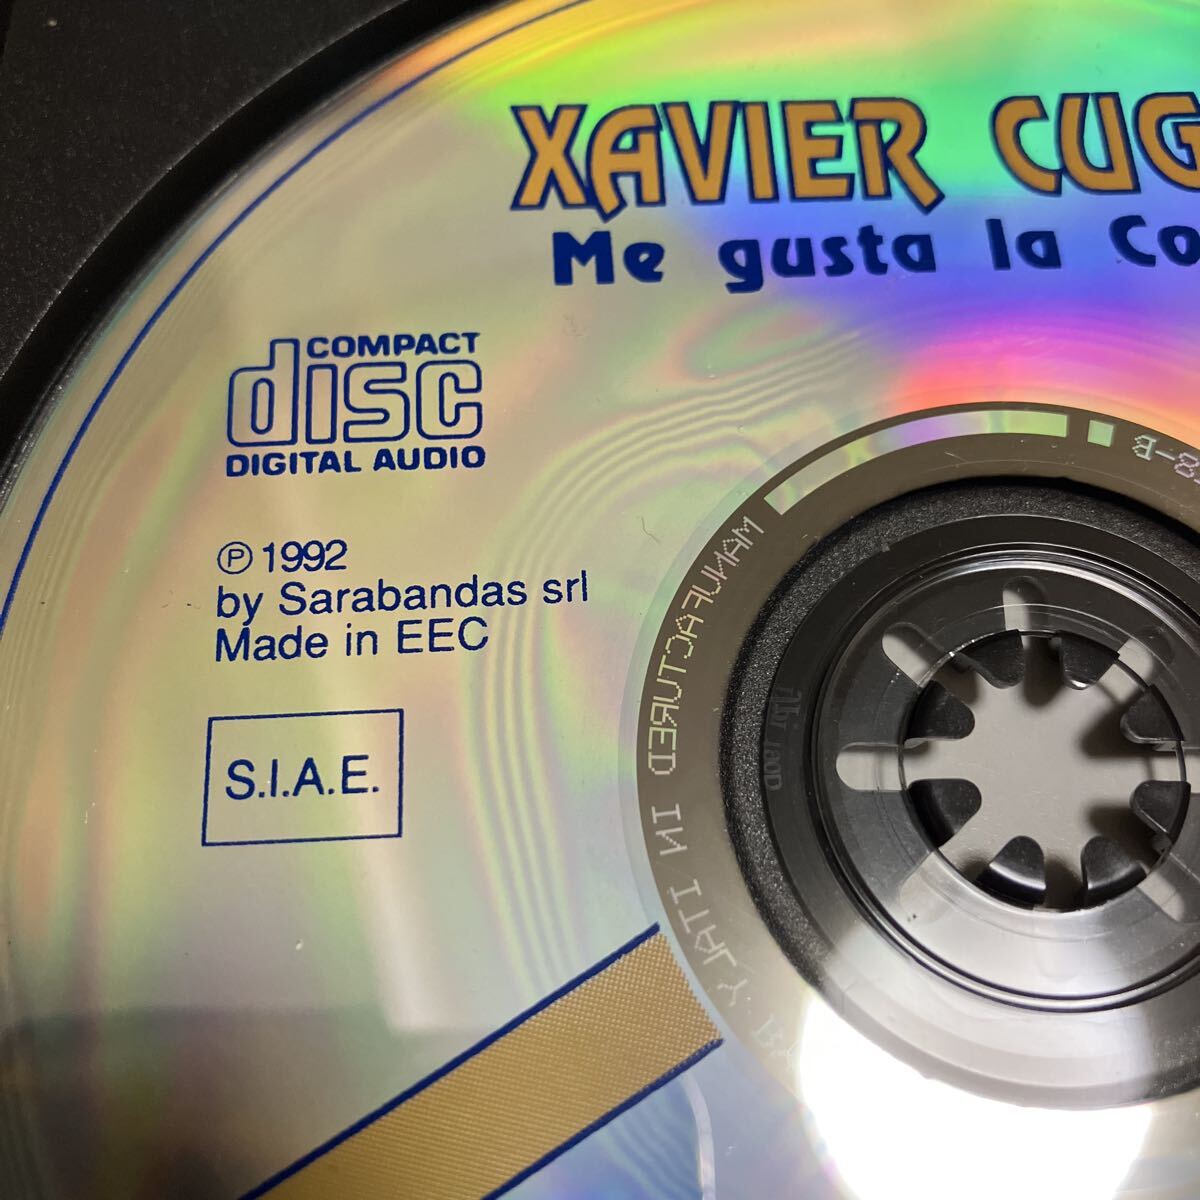 XAVIER CUG
Me gusta la Co
COMPACT
disc
DIGITAL AUDIO
℗ 1992
by Sarabandas srl
Made in EEC
S.I.A.E.
MANUFACTURED IN ITALY
8-B